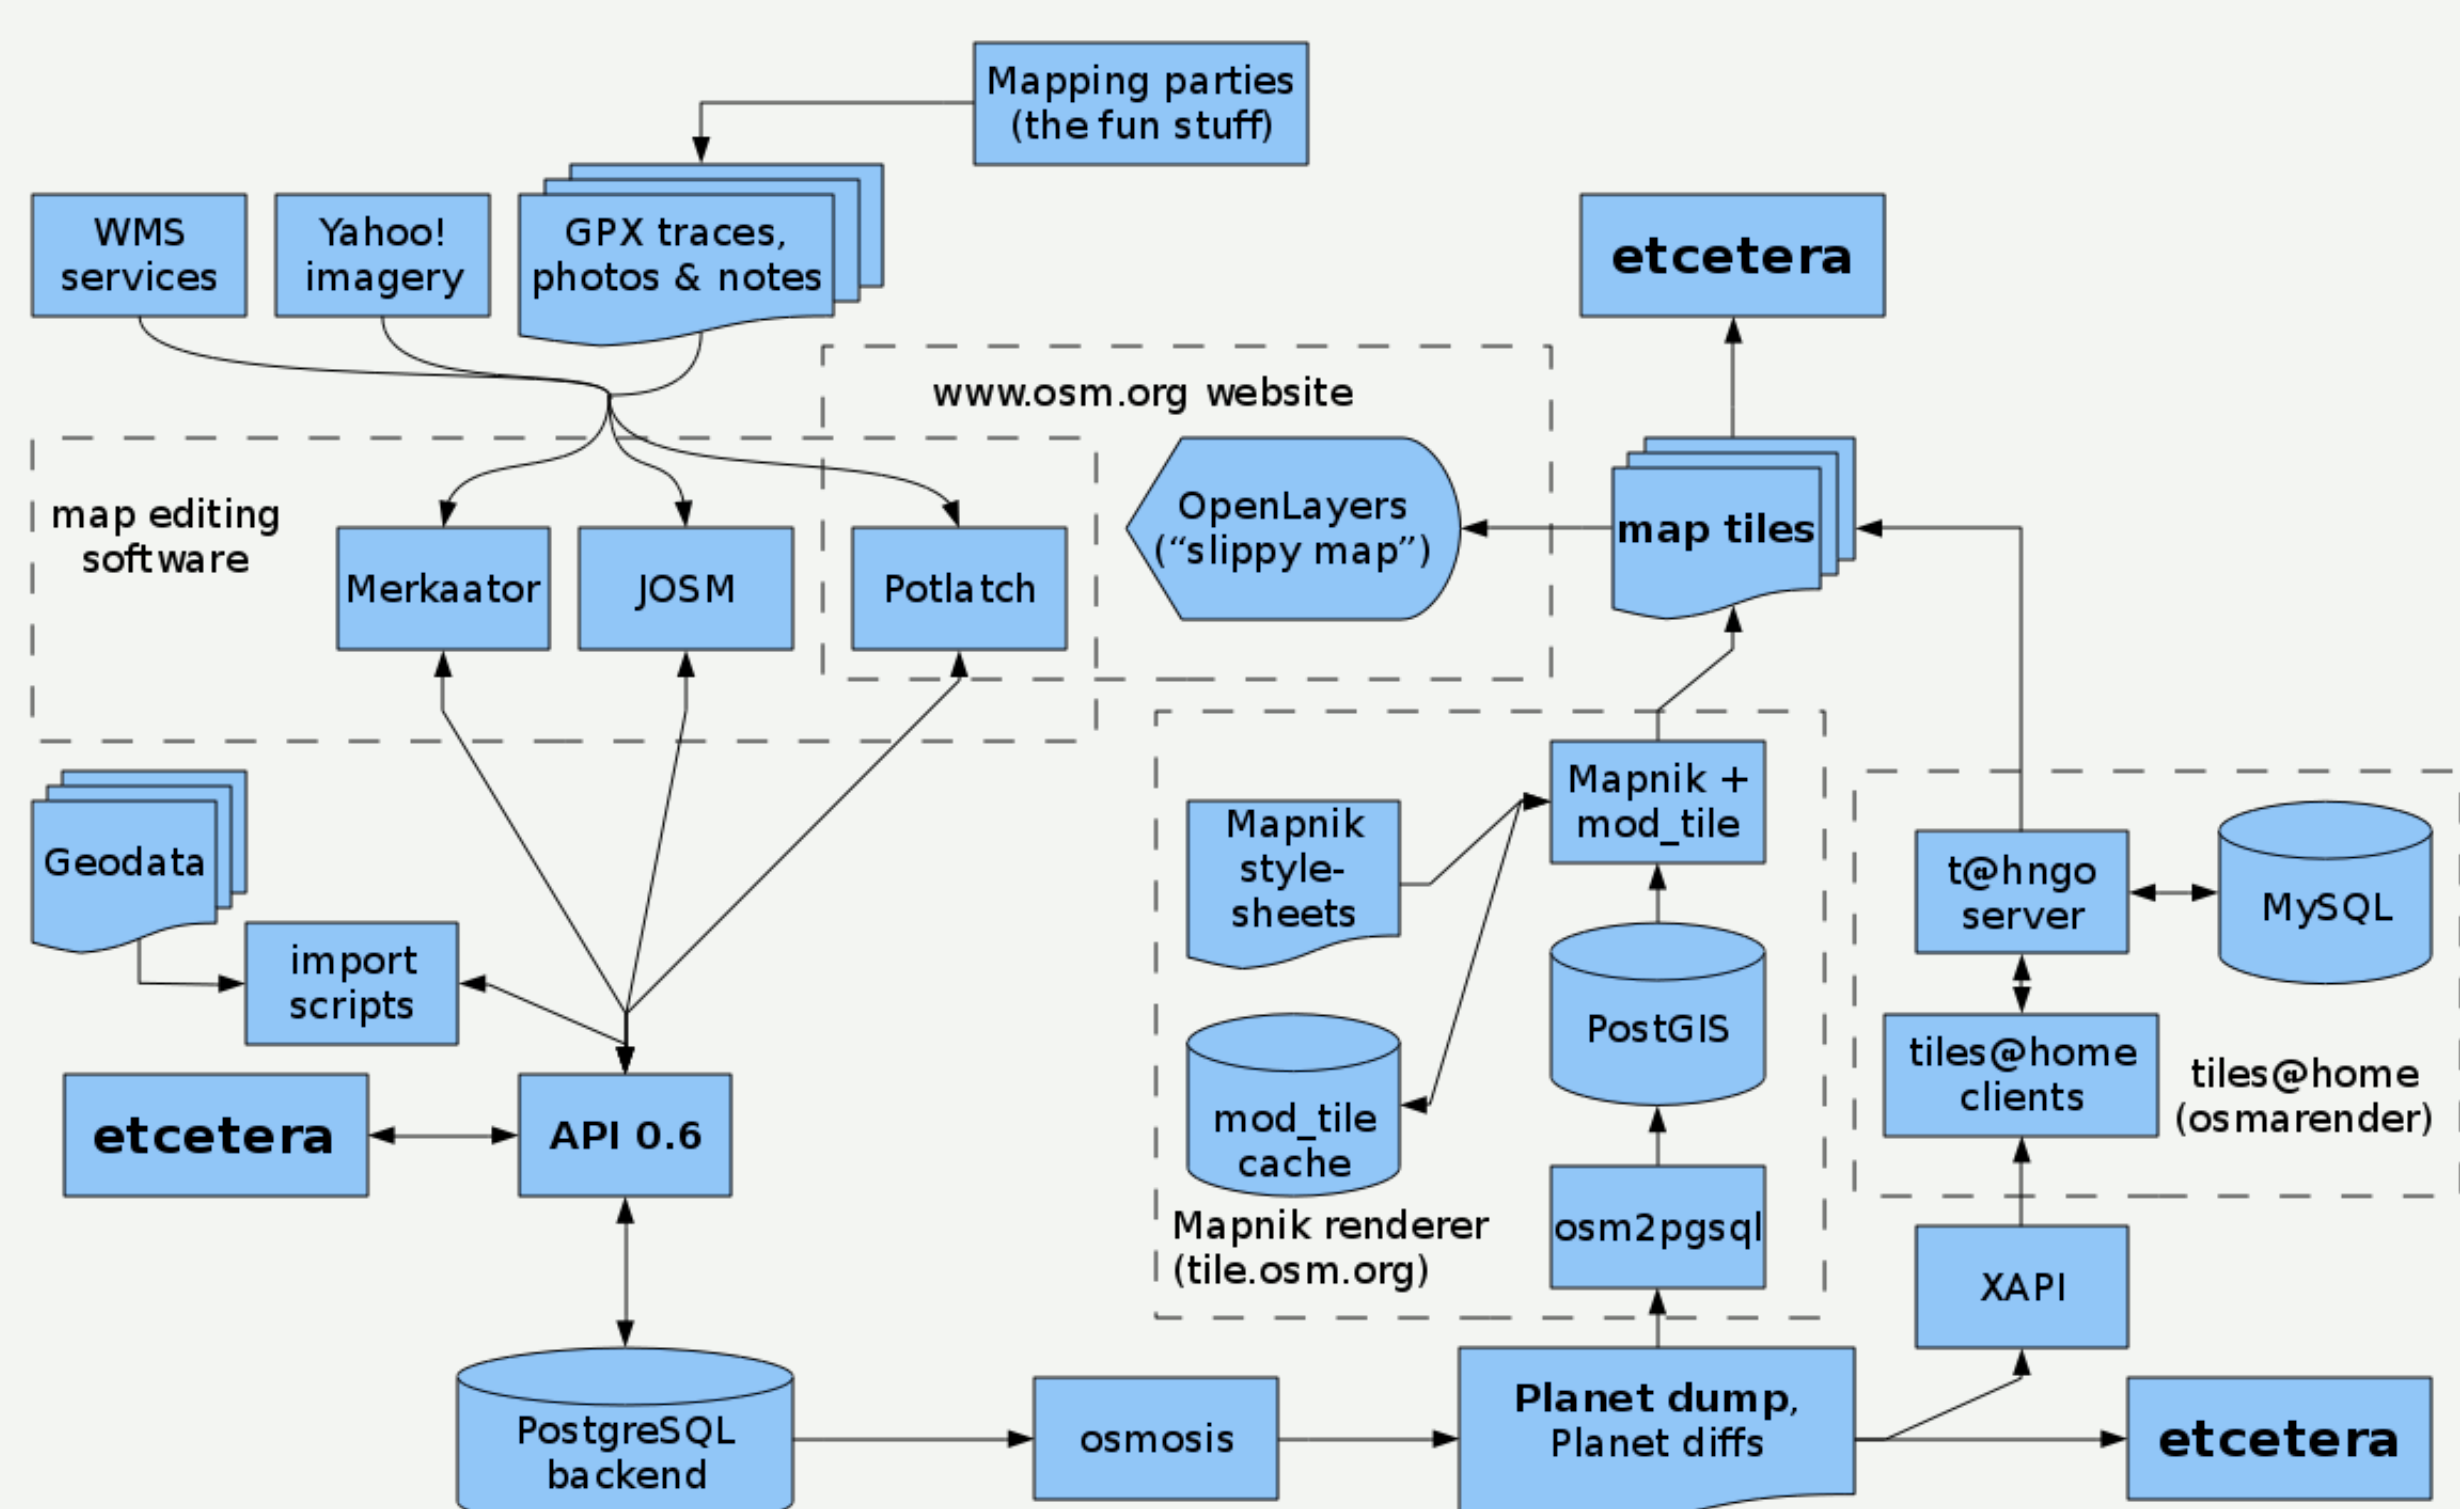 Mapping parties
(the fun stuff)
WMS
services
Yahoo!
imagery
GPX traces,
photos & notes
etcetera
www.osm.org website
map editing
software
Merkaator
JOSM
Potlatch
OpenLayers
(“slippy map”)
map tiles
Geodata
import
scripts
Mapnik
style-
sheets
Mapnik +
mod_tile
t@hngo
server
MySQL
PostGIS
mod_tile
cache
tiles@home
clients
tiles@home
(osmarender)
etcetera
API 0.6
Mapnik renderer
(tile.osm.org)
osm2pgsql
XAPI
PostgreSQL
backend
osmosis
Planet dump,
Planet diffs
etcetera